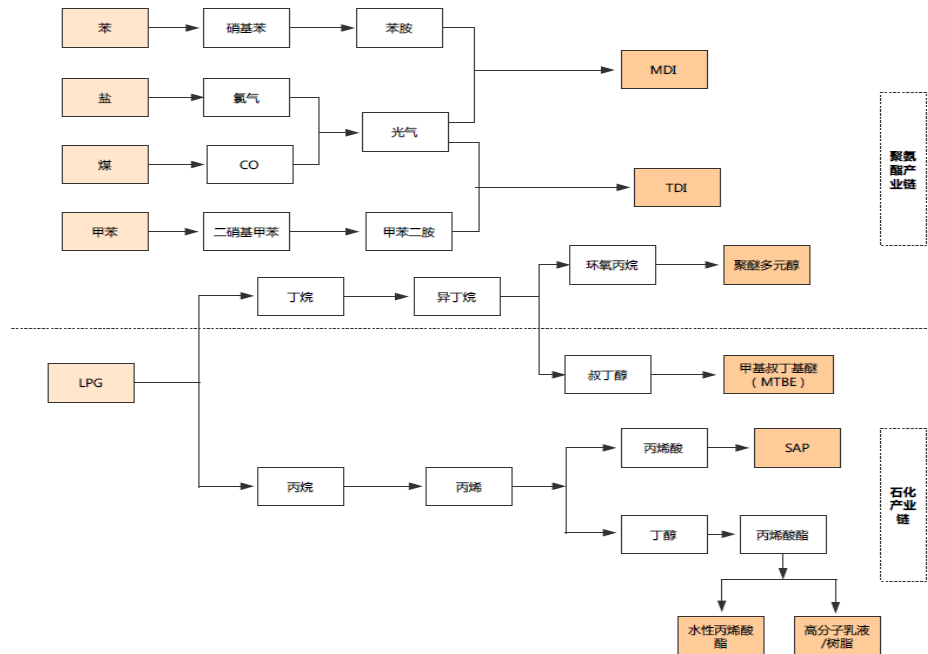 苯
硝基苯
苯胺
MDI
盐
氯气
光气
煤
CO
TDI
甲苯
二硝基甲苯
甲苯二胺
聚氨
酯产
业链
丁烷
异丁烷
环氧丙烷
聚醚多元醇
LPG
叔丁醇
甲基叔丁基醚
（MTBE）
丙烷
丙烯
丙烯酸
SAP
丁醇
丙烯酸酯
石化
产业
链
水性丙烯酸
酯
高分子乳液
/树脂